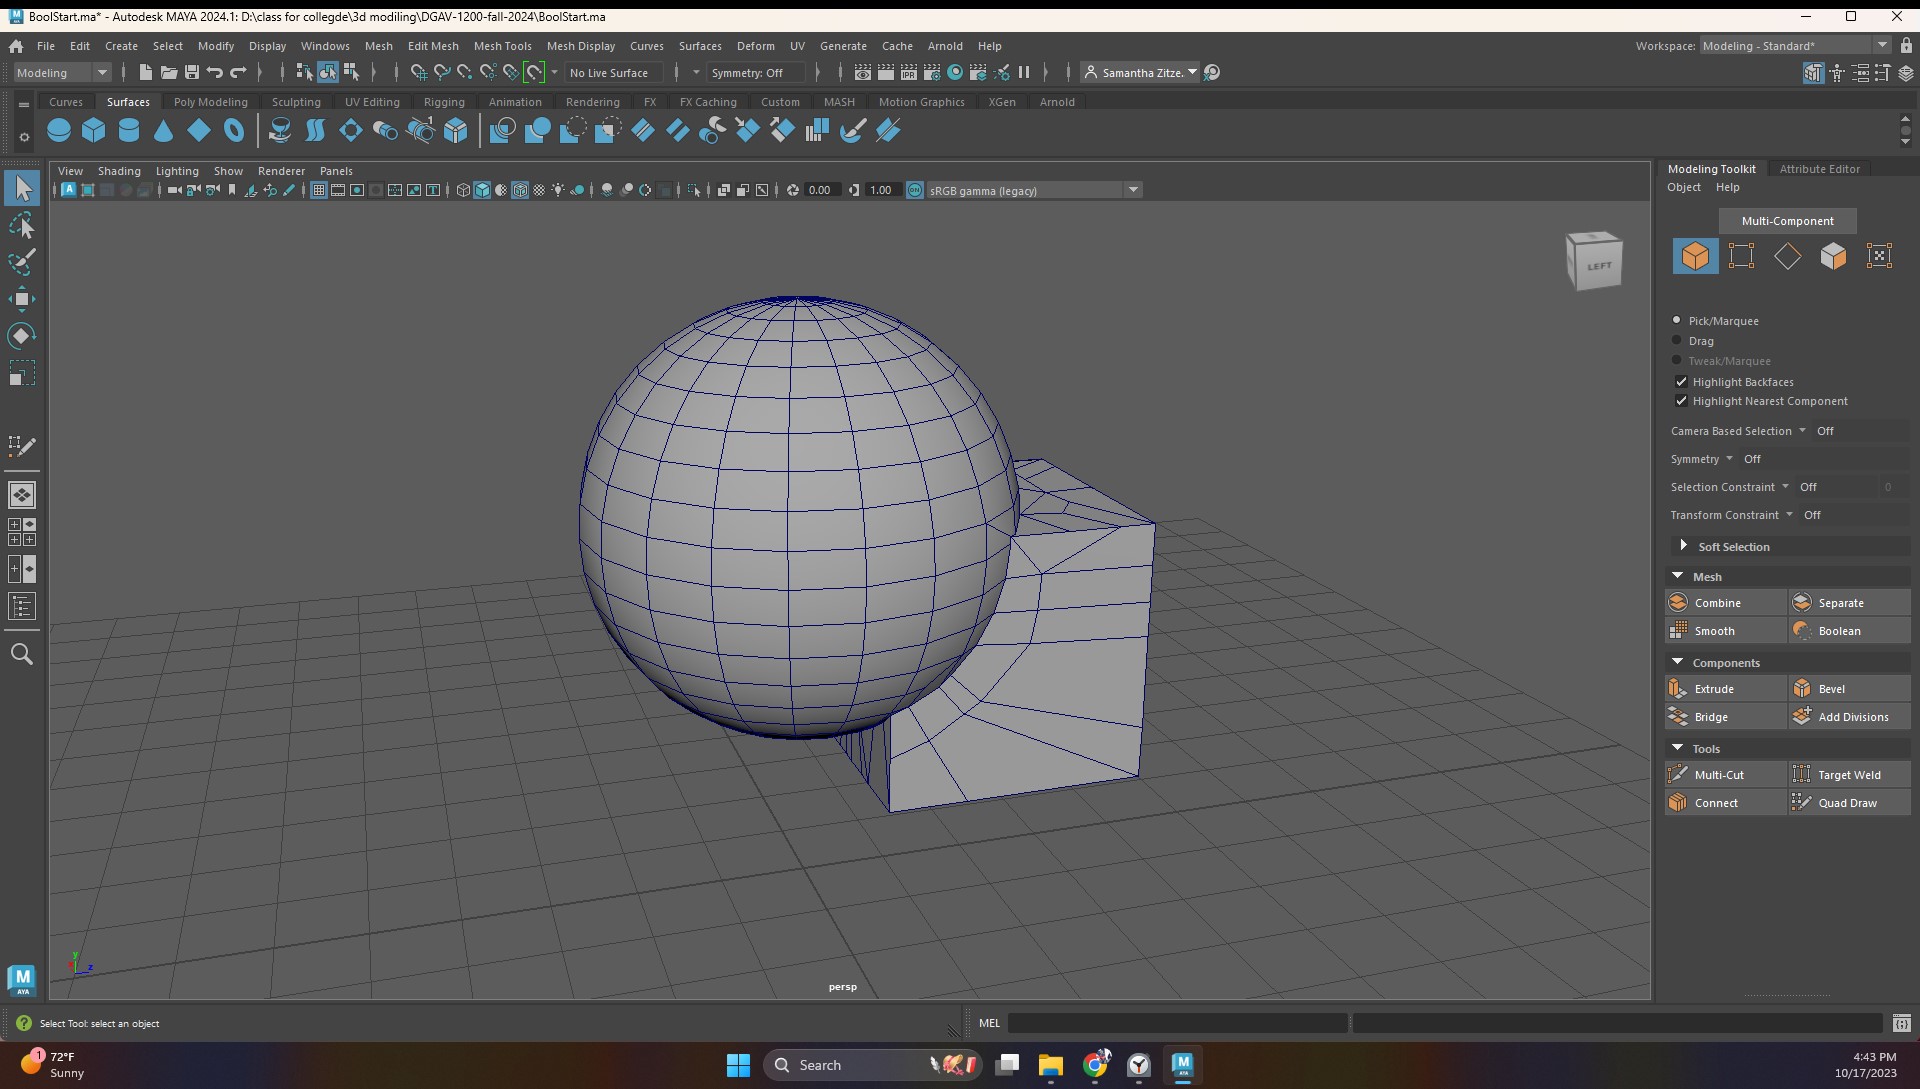 BoolStart.ma* - Autodesk MAYA 2024.1: D:\class for collegde\3d modiling\DGAV-1200-fall-2024\BoolStart.ma
File Edit Create Select Modify Display Windows Mesh Edit Mesh Mesh Tools Mesh Display Curves Surfaces Deform UV Generate Cache Arnold Help
Workspace: Modeling - Standard*
Modeling
No Live Surface
Symmetry: Off
IPR
Samantha Zitze.
Curves Surfaces Poly Modeling Sculpting UV Editing Rigging Animation Rendering FX FX Caching Custom MASH Motion Graphics XGen Arnold
View Shading Lighting Show Renderer Panels
0.00 1.00 ON sRGB gamma (legacy)
LEFT
Modeling Toolkit Attribute Editor
Object Help
Multi-Component
Pick/Marquee
Drag
Tweak/Marquee
Highlight Backfaces
Highlight Nearest Component
Camera Based Selection Off
Symmetry Off
Selection Constraint Off 0
Transform Constraint Off
Soft Selection
Mesh
Combine Separate
Smooth Boolean
Components
Extrude Bevel
Bridge Add Divisions
Tools
Multi-Cut Target Weld
Connect Quad Draw
y
z
persp
M
AYA
Select Tool: select an object
MEL
1
72°F
Sunny
Search
M
AYA
4:43 PM
10/17/2023